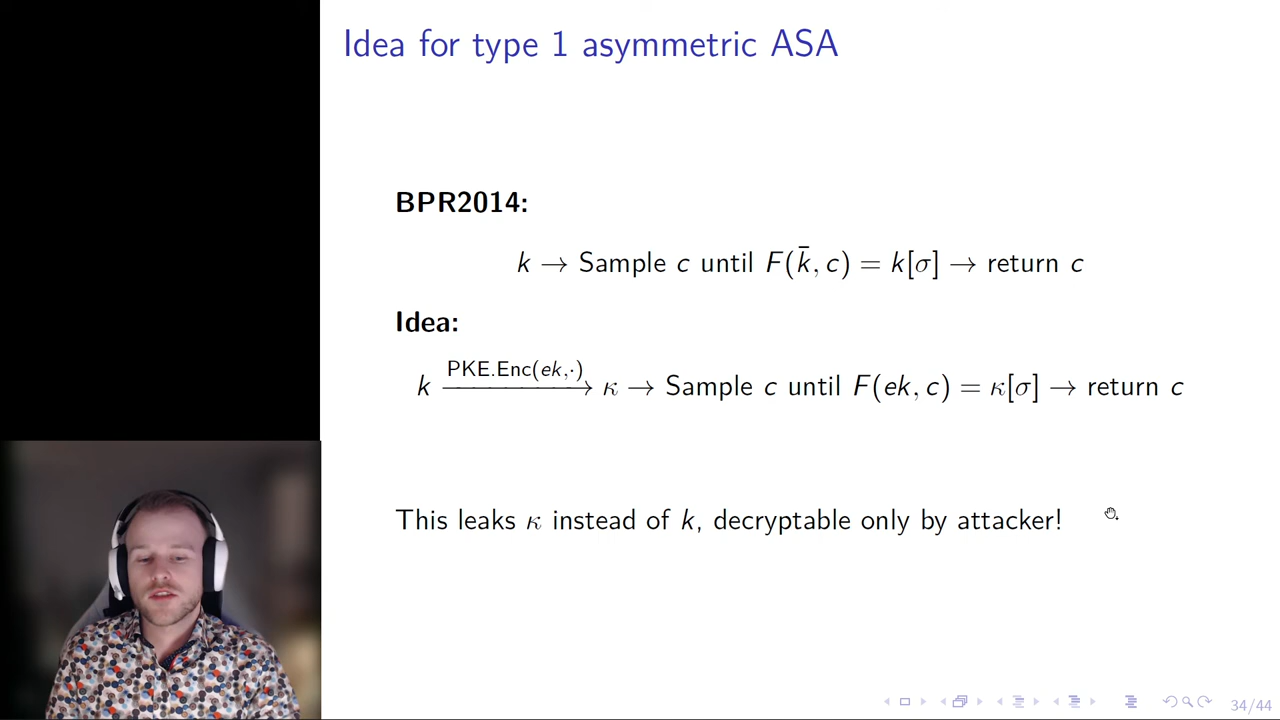 Idea for type 1 asymmetric ASA
BPR2014:
k → Sample c until F(k̄, c) = k[σ] → return c
Idea:
k PKE.Enc(ek,·) → κ → Sample c until F(ek, c) = κ[σ] → return c
This leaks κ instead of k, decryptable only by attacker!
34/44